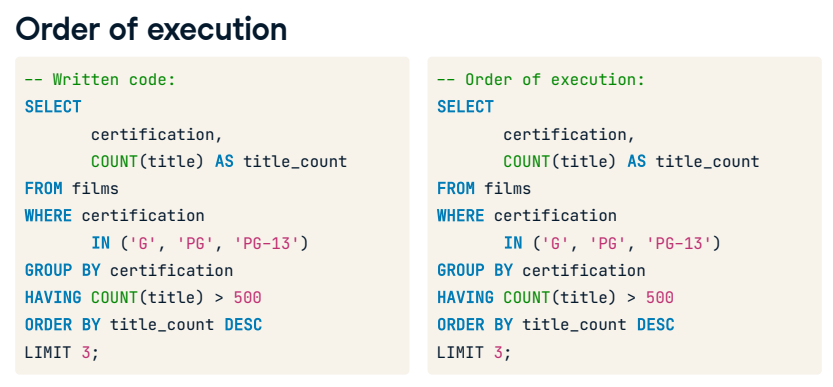 Order of execution
-- Written code:
SELECT
certification,
COUNT(title) AS title_count
FROM films
WHERE certification
IN ('G', 'PG', 'PG-13')
GROUP BY certification
HAVING COUNT(title) > 500
ORDER BY title_count DESC
LIMIT 3;
-- Order of execution:
SELECT
certification,
COUNT(title) AS title_count
FROM films
WHERE certification
IN ('G', 'PG', 'PG-13')
GROUP BY certification
HAVING COUNT(title) > 500
ORDER BY title_count DESC
LIMIT 3;